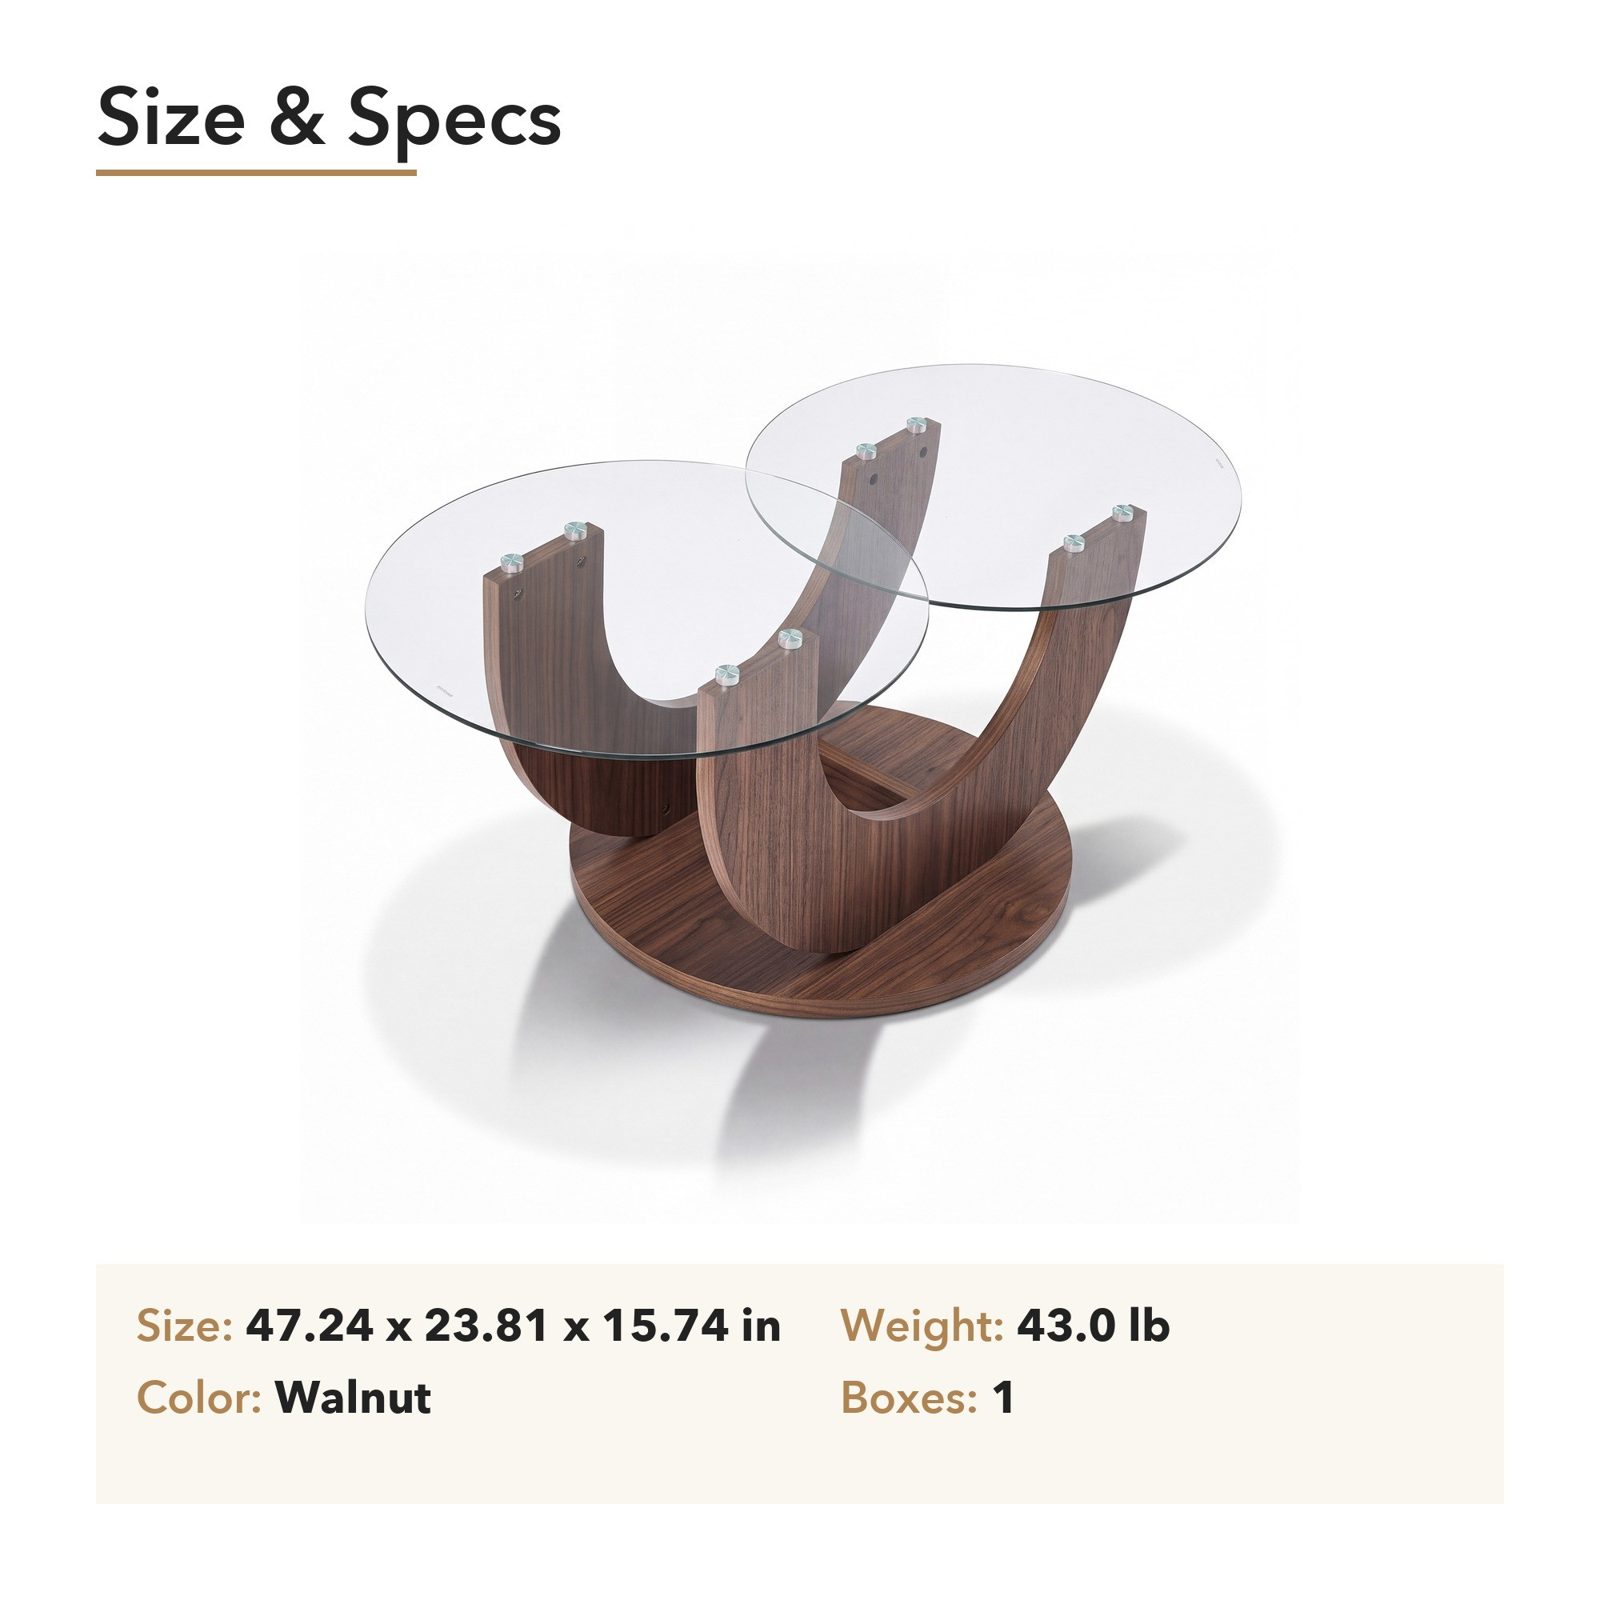 Size & Specs
Size: 47.24 x 23.81 x 15.74 in
Weight: 43.0 lb
Color: Walnut
Boxes: 1